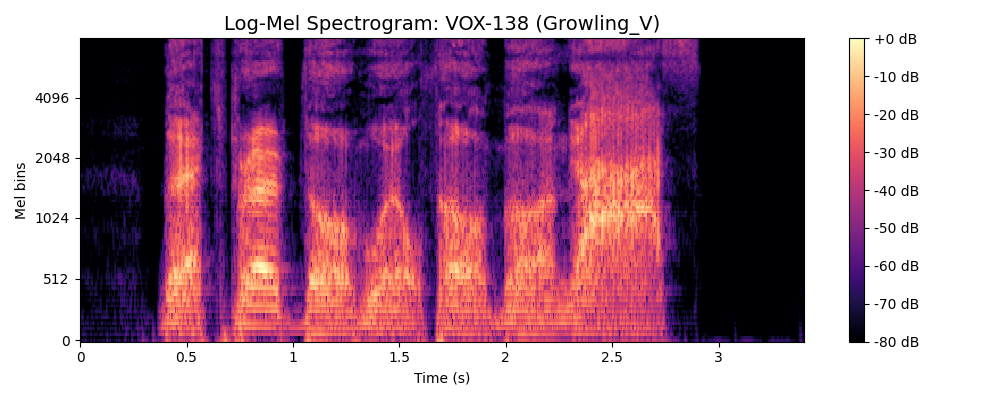 Log-Mel Spectrogram: VOX-138 (Growling_V)
Mel bins
4096
2048
1024
512
0
0
0.5
1
1.5
2
2.5
3
Time (s)
+0 dB
-10 dB
-20 dB
-30 dB
-40 dB
-50 dB
-60 dB
-70 dB
-80 dB